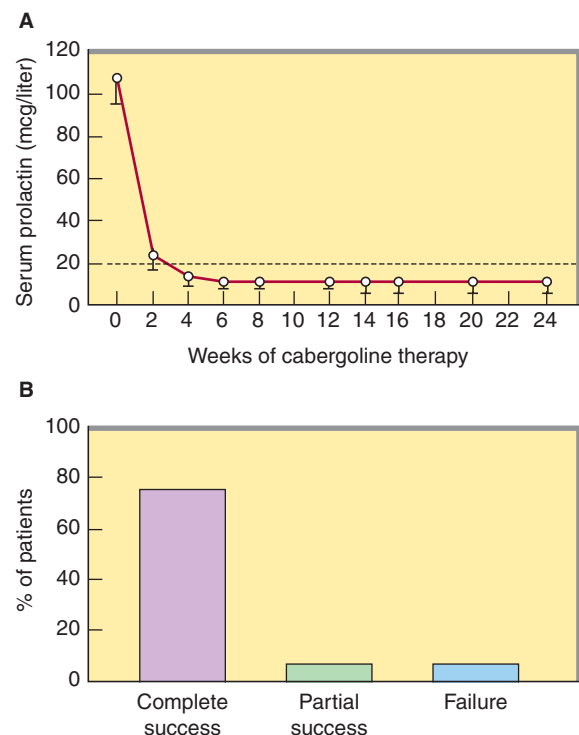 A
Serum prolactin (mcg/liter)
120
100
80
60
40
20
0
0 2 4 6 8 10 12 14 16 18 20 22 24
Weeks of cabergoline therapy
B
% of patients
100
80
60
40
20
0
Complete success
Partial success
Failure